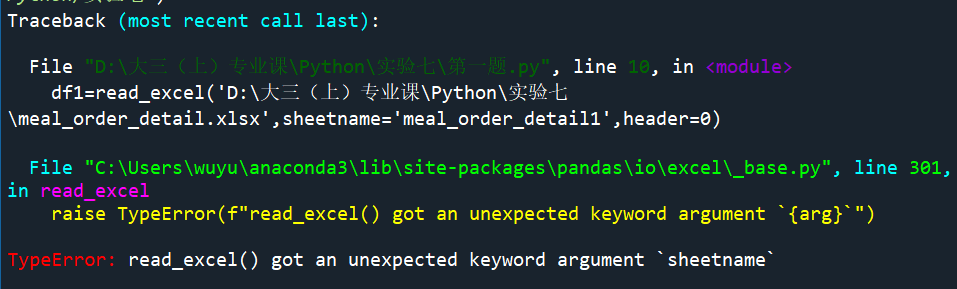 Traceback (most recent call last):
File "D:\大三（上）专业课\Python\实验七\第一题.py", line 10, in <module>
df1=read_excel('D:\大三（上）专业课\Python\实验七
\meal_order_detail.xlsx',sheetname='meal_order_detail1',header=0)
File "C:\Users\wuyu\anaconda3\lib\site-packages\pandas\io\excel\_base.py", line 301,
in read_excel
raise TypeError(f"read_excel() got an unexpected keyword argument `{arg}`")
TypeError: read_excel() got an unexpected keyword argument `sheetname`